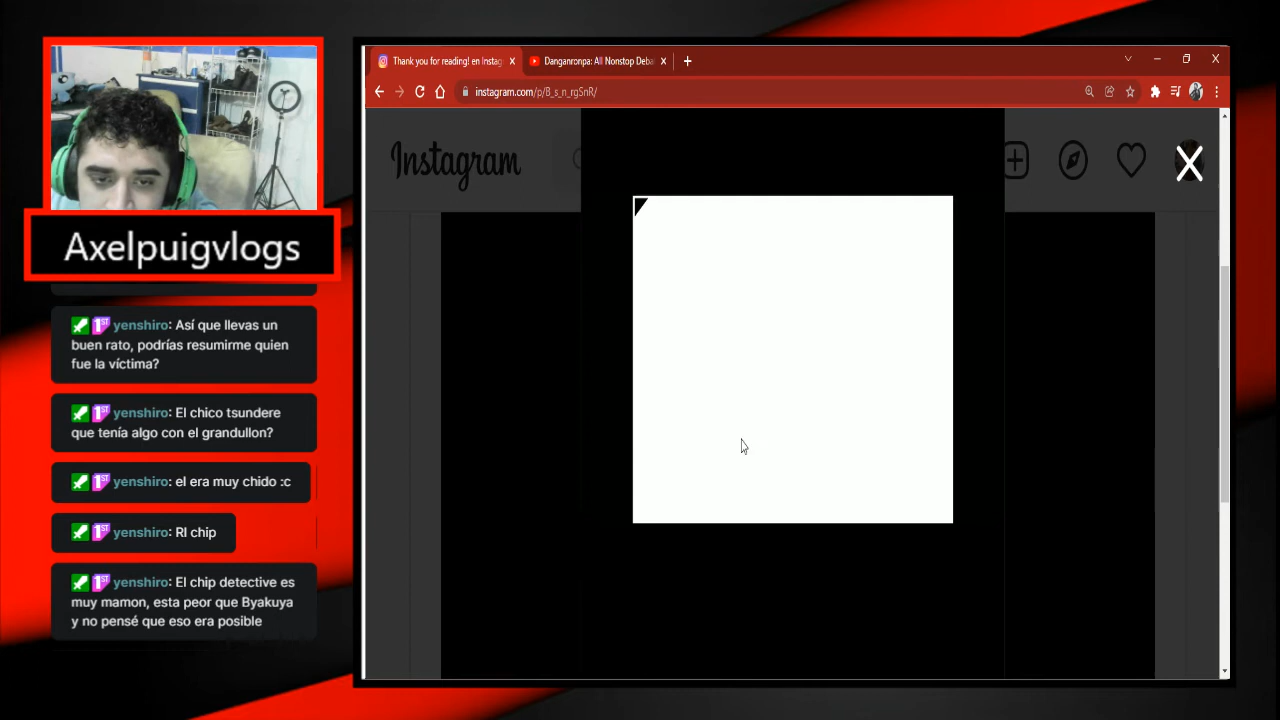 Thank you for reading! en Instag
Danganronpa: All Nonstop Deba
instagram.com/p/B_s_n_rgSnR/
Instagram
Axelpuigvlogs
yenshiro: Así que llevas un
buen rato, podrías resumirme quien
fue la víctima?
yenshiro: El chico tsundere
que tenía algo con el grandullon?
yenshiro: el era muy chido :c
yenshiro: RI chip
yenshiro: El chip detective es
muy mamon, esta peor que Byakuya
y no pensé que eso era posible